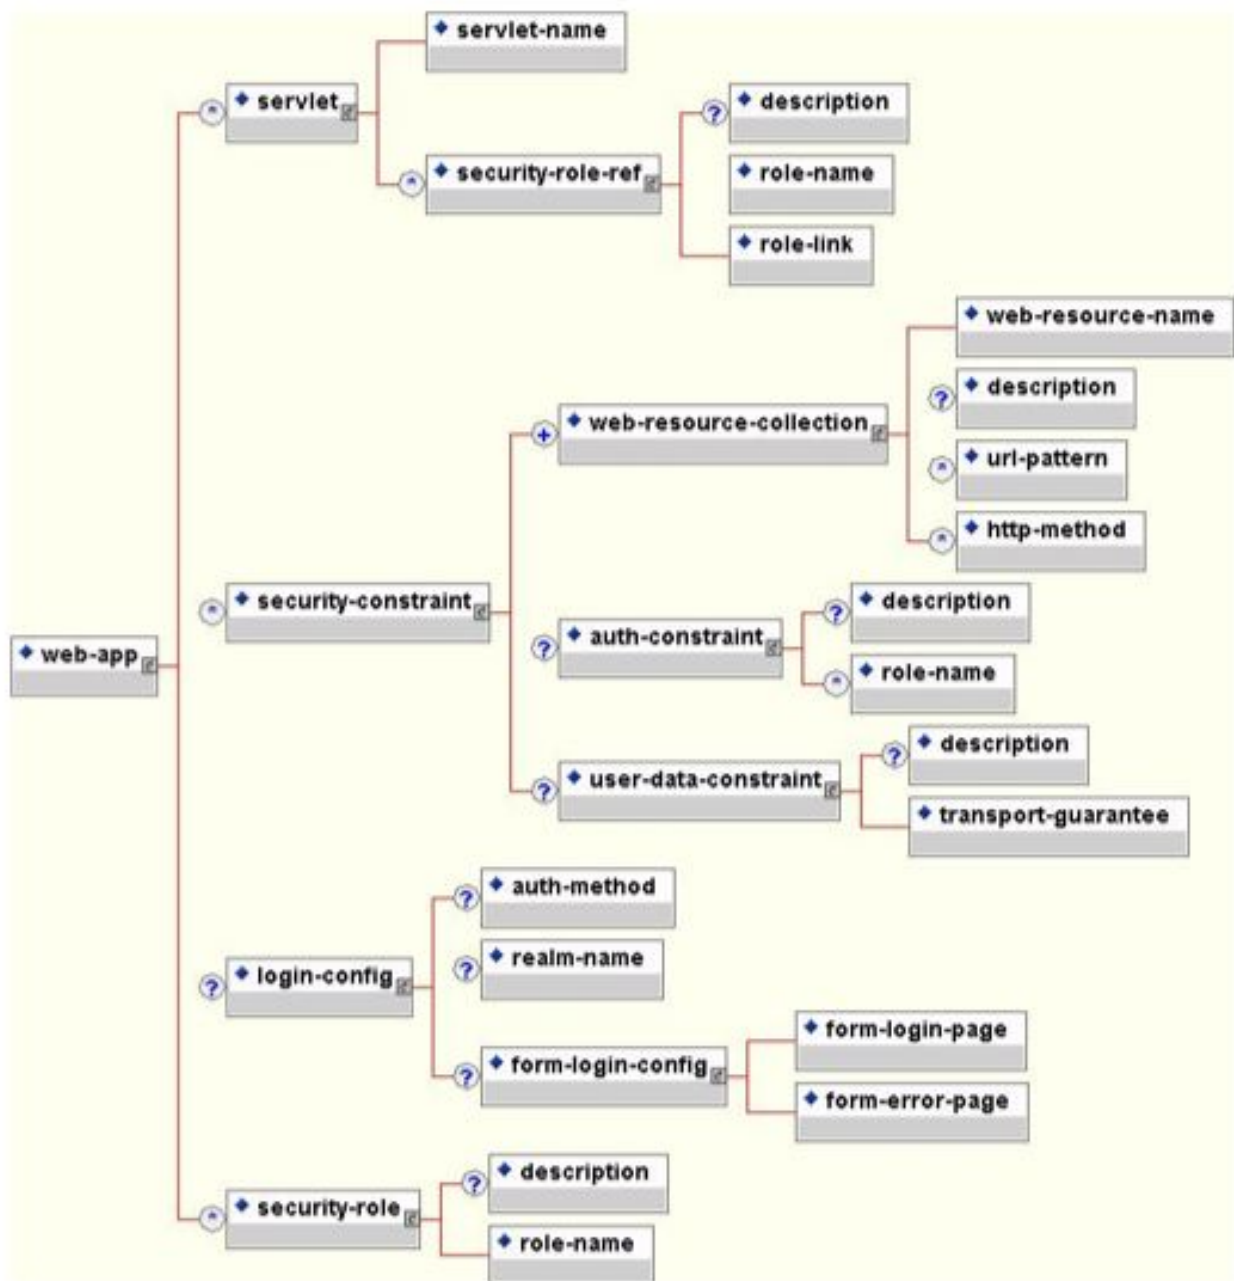 servlet-name
servlet
description
security-role-ref
role-name
role-link
web-resource-name
description
web-resource-collection
url-pattern
http-method
security-constraint
description
auth-constraint
web-app
role-name
description
user-data-constraint
transport-guarantee
auth-method
realm-name
login-config
form-login-page
form-login-config
form-error-page
description
security-role
role-name